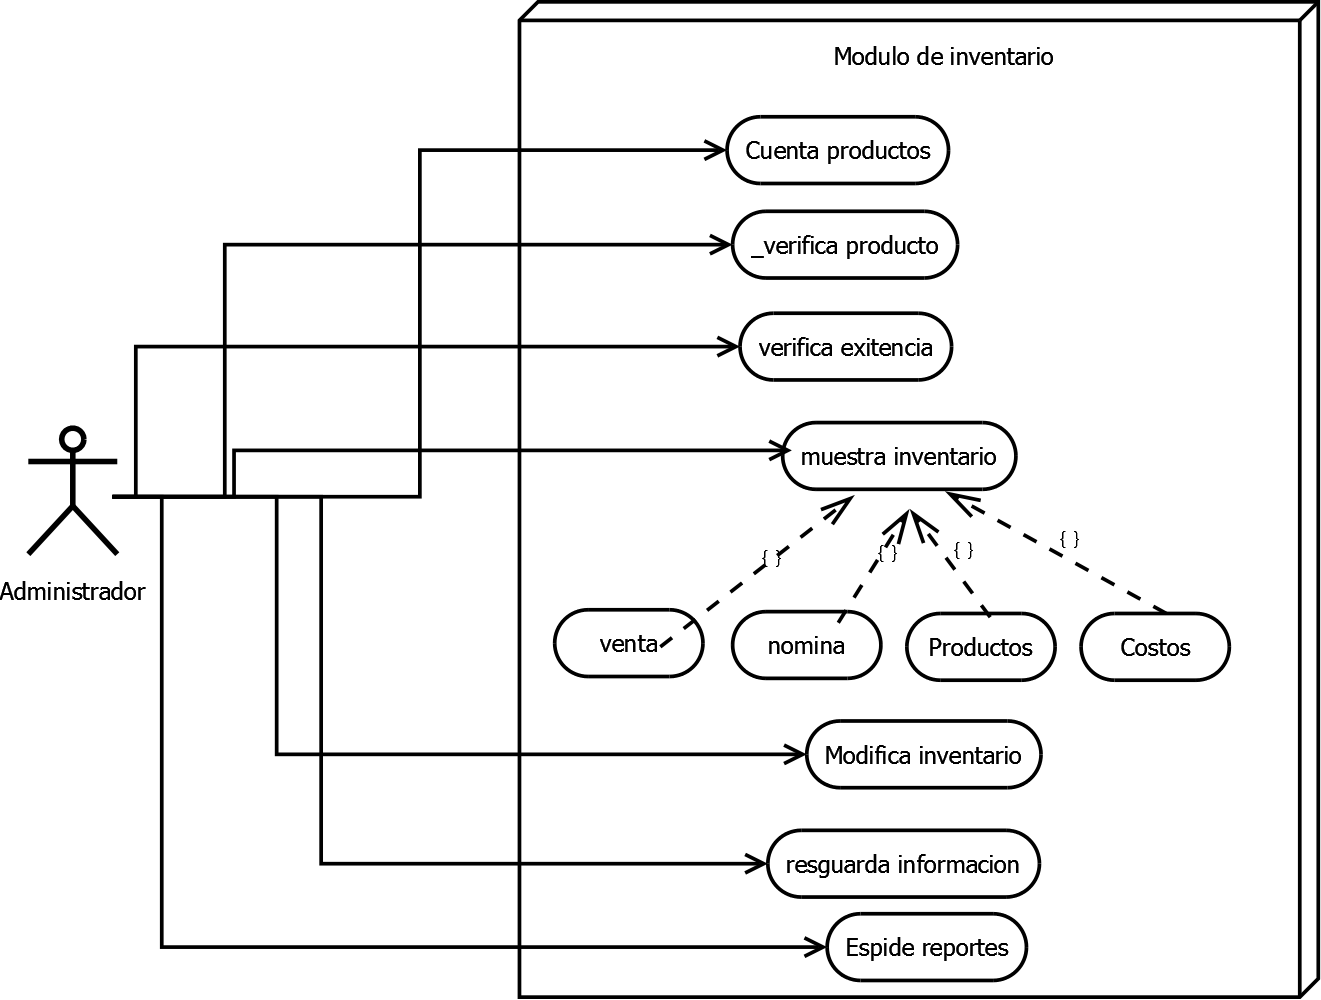 Modulo de inventario
Cuenta productos
_verifica producto
verifica exitencia
muestra inventario
{ }
{ }
{ }
{ }
Administrador
venta
nomina
Productos
Costos
Modifica inventario
resguarda informacion
Espide reportes